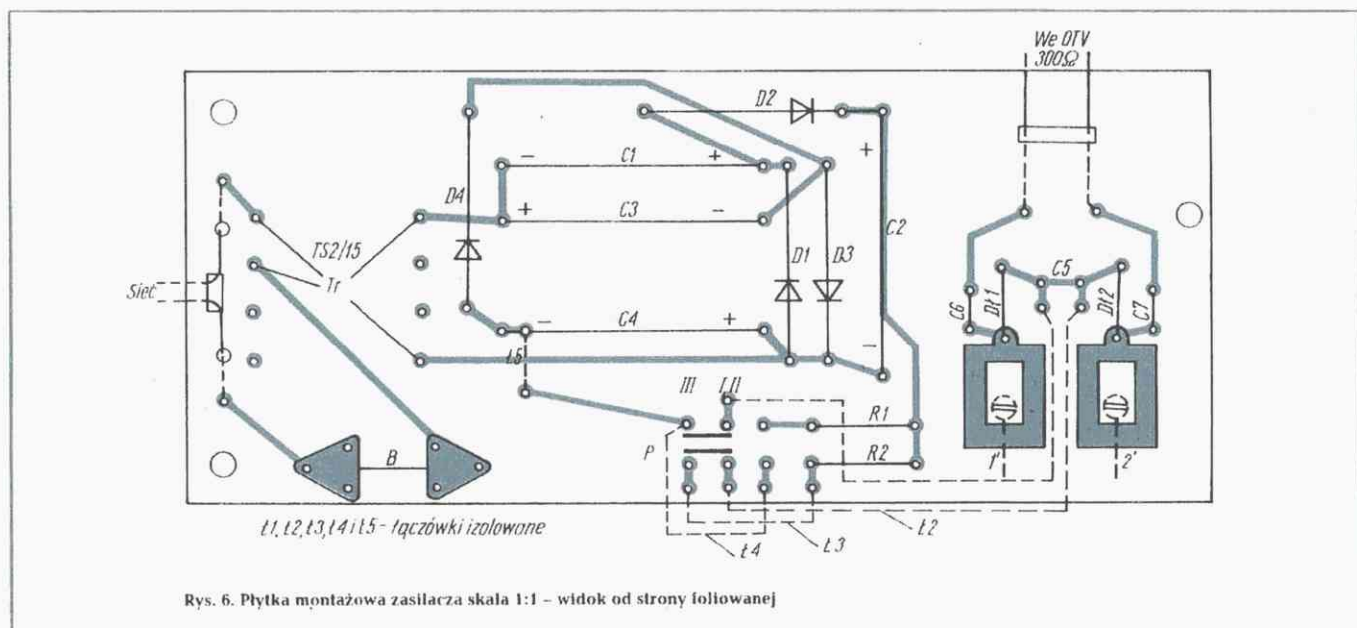 We OTV
300Ω
D2
+
− C1 +
D4
+ C3 −
C2
TS2/15
Tr
D1
D3
Sieć
C5
C6
Dł1
Dł2
C7
− C4 +
−
Ł5
III
I,II
R1
P
R2
B
1'
2'
Ł1, Ł2, Ł3, Ł4 i Ł5 – łączówki izolowane
Ł2
Ł3
Ł4
Rys. 6. Płytka montażowa zasilacza skala 1:1 – widok od strony foliowanej